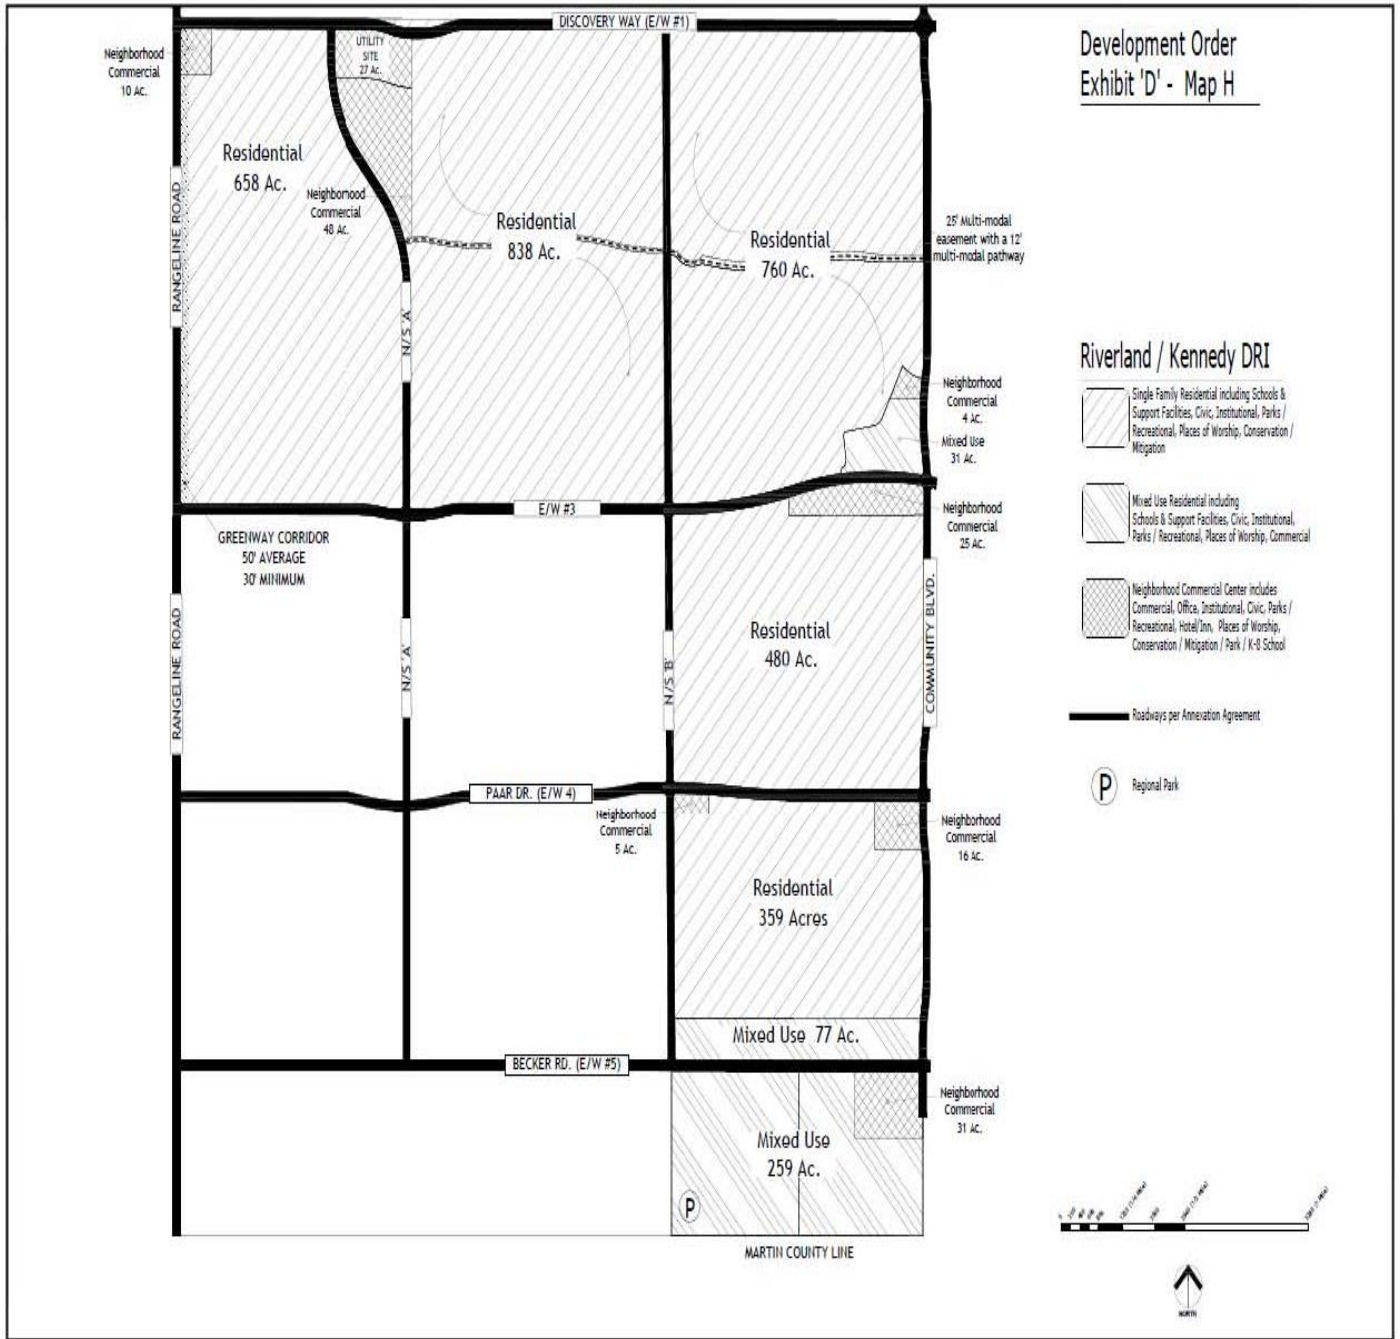 DISCOVERY WAY (E/W #1)
Development Order
Exhibit 'D' - Map H
Neighborhood
Commercial
10 Ac.
UTILITY
SITE
27 Ac.
Residential
658 Ac.
Neighborhood
Commercial
48 Ac.
RANGELINE ROAD
Residential
838 Ac.
Residential
760 Ac.
25' Multi-modal
easement with a 12'
multi-modal pathway
N/S 'A'
Riverland / Kennedy DRI
Neighborhood
Commercial
4 Ac.
Mixed Use
31 Ac.
Single Family Residential including Schools &
Support Facilities, Civic, Institutional, Parks /
Recreational, Places of Worship, Conservation /
Mitigation
E/W #3
Neighborhood
Commercial
25 Ac.
Mixed Use Residential including
Schools & Support Facilities, Civic, Institutional,
Parks / Recreational, Places of Worship, Commercial
GREENWAY CORRIDOR
50' AVERAGE
30' MINIMUM
Neighborhood Commercial Center includes
Commercial, Office, Institutional, Civic, Parks /
Recreational, Hotel/Inn, Places of Worship,
Conservation / Mitigation / Park / K-8 School
RANGELINE ROAD
N/S 'A'
N/S 'B'
Residential
480 Ac.
COMMUNITY BLVD.
Roadways per Annexation Agreement
P
Regional Park
PAAR DR. (E/W 4)
Neighborhood
Commercial
5 Ac.
Neighborhood
Commercial
16 Ac.
Residential
359 Acres
Mixed Use 77 Ac.
BECKER RD. (E/W #5)
Neighborhood
Commercial
31 Ac.
Mixed Use
259 Ac.
P
MARTIN COUNTY LINE
NORTH